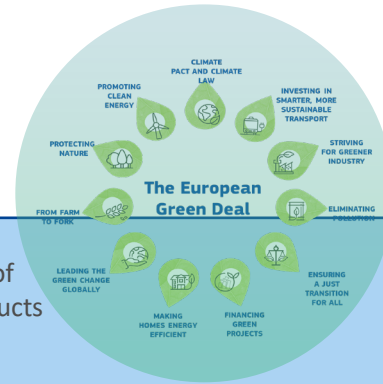 CLIMATE
PACT AND CLIMATE
LAW
INVESTING IN
SMARTER, MORE
SUSTAINABLE
TRANSPORT
STRIVING
FOR GREENER
INDUSTRY
ELIMINATING
POLLUTION
ENSURING
A JUST
TRANSITION
FOR ALL
FINANCING
GREEN
PROJECTS
MAKING
HOMES ENERGY
EFFICIENT
LEADING THE
GREEN CHANGE
GLOBALLY
FROM FARM
TO FORK
PROTECTING
NATURE
PROMOTING
CLEAN
ENERGY
The European
Green Deal
of
ucts